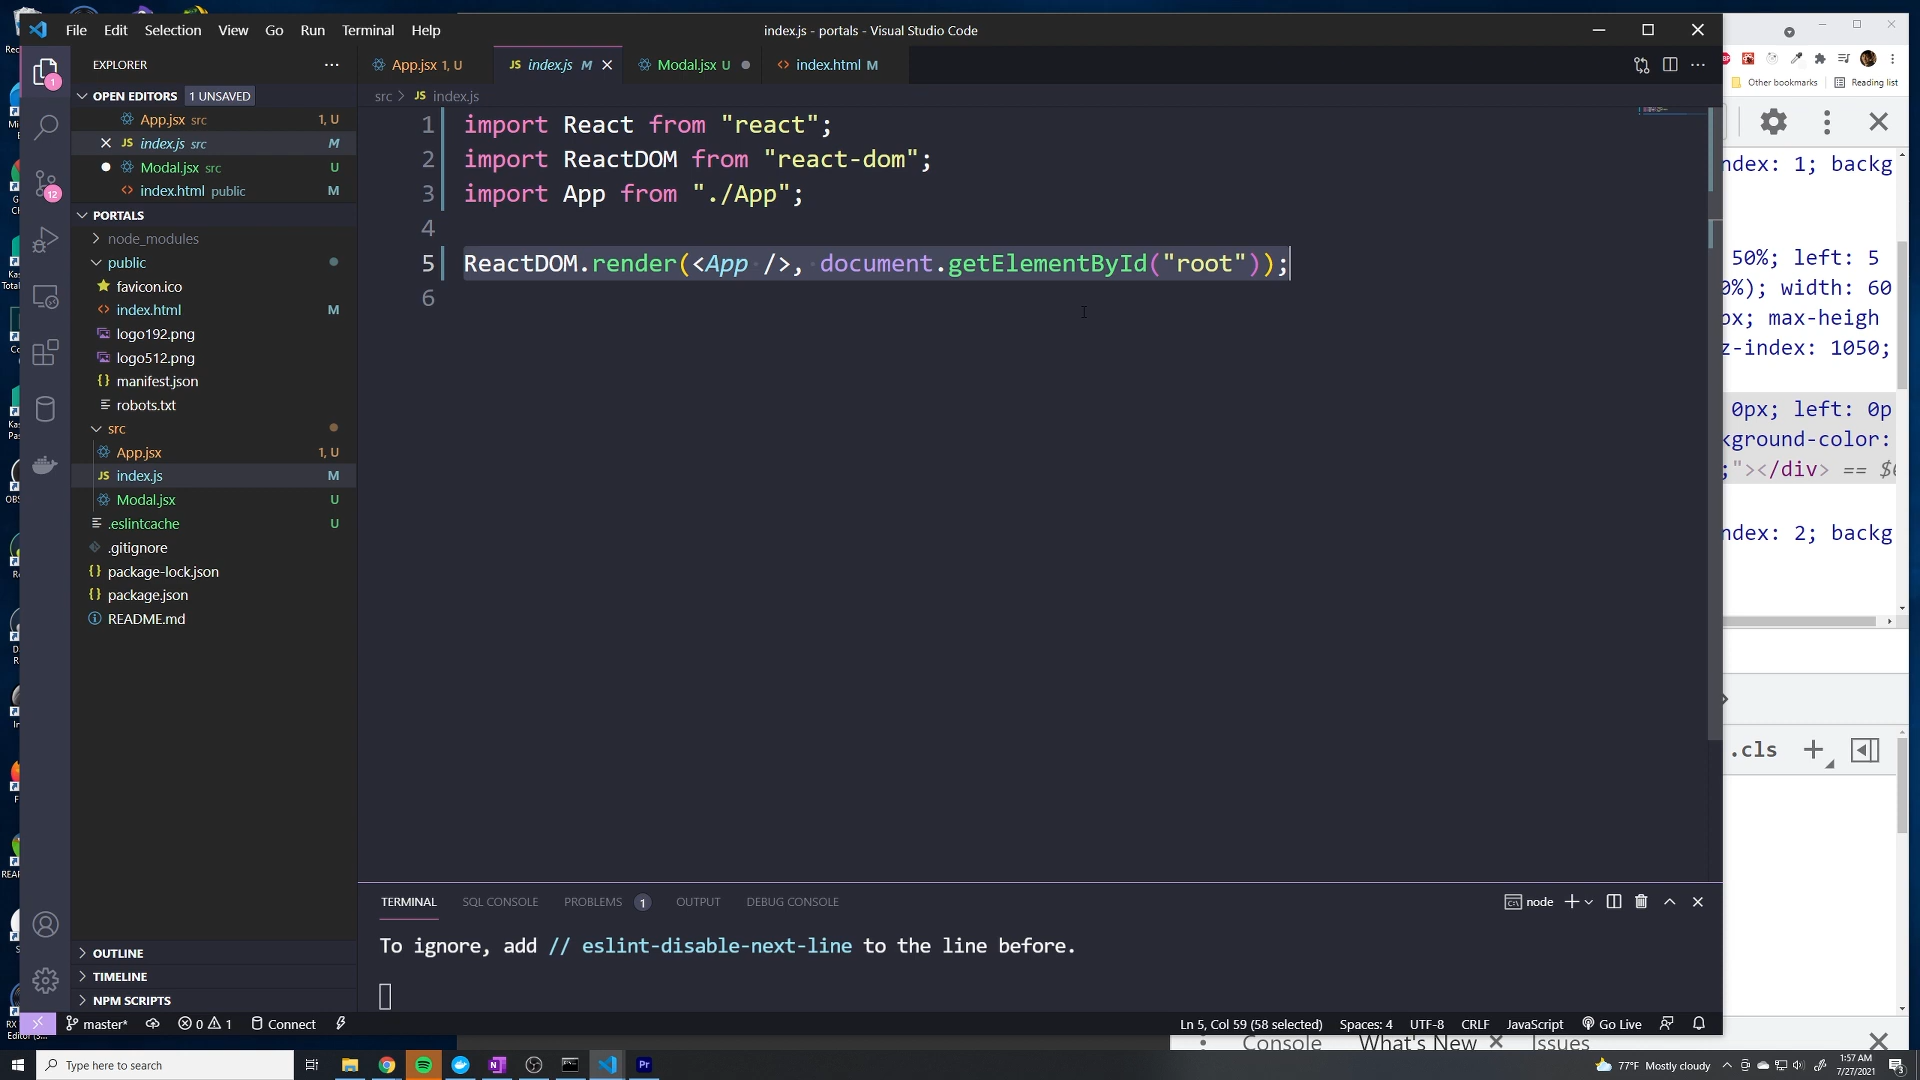 File Edit Selection View Go Run Terminal Help
index.js - portals - Visual Studio Code
EXPLORER
OPEN EDITORS 1 UNSAVED
App.jsx src 1, U
index.js src M
Modal.jsx src U
index.html public M
PORTALS
node_modules
public
favicon.ico
index.html M
logo192.png
logo512.png
manifest.json
robots.txt
src
App.jsx 1, U
index.js M
Modal.jsx U
.eslintcache U
.gitignore
package-lock.json
package.json
README.md
OUTLINE
TIMELINE
NPM SCRIPTS
1
12
App.jsx 1, U
JS index.js M
Modal.jsx U
index.html M
src > JS index.js
1 import React from "react";
2 import ReactDOM from "react-dom";
3 import App from "./App";
4
5 ReactDOM.render(<App />, document.getElementById("root"));
6
TERMINAL SQL CONSOLE PROBLEMS 1 OUTPUT DEBUG CONSOLE
node
To ignore, add // eslint-disable-next-line to the line before.
master* 0 1 Connect
Ln 5, Col 59 (58 selected) Spaces: 4 UTF-8 CRLF JavaScript Go Live
Other bookmarks Reading list
ndex: 1; backg
50%; left: 5
0%); width: 60
px; max-heigh
z-index: 1050;
0px; left: 0p
kground-color:
;"></div> ==
ndex: 2; backg
.cls
Console What's New Issues
Type here to search
77°F Mostly cloudy
1:57 AM
7/27/2021
3